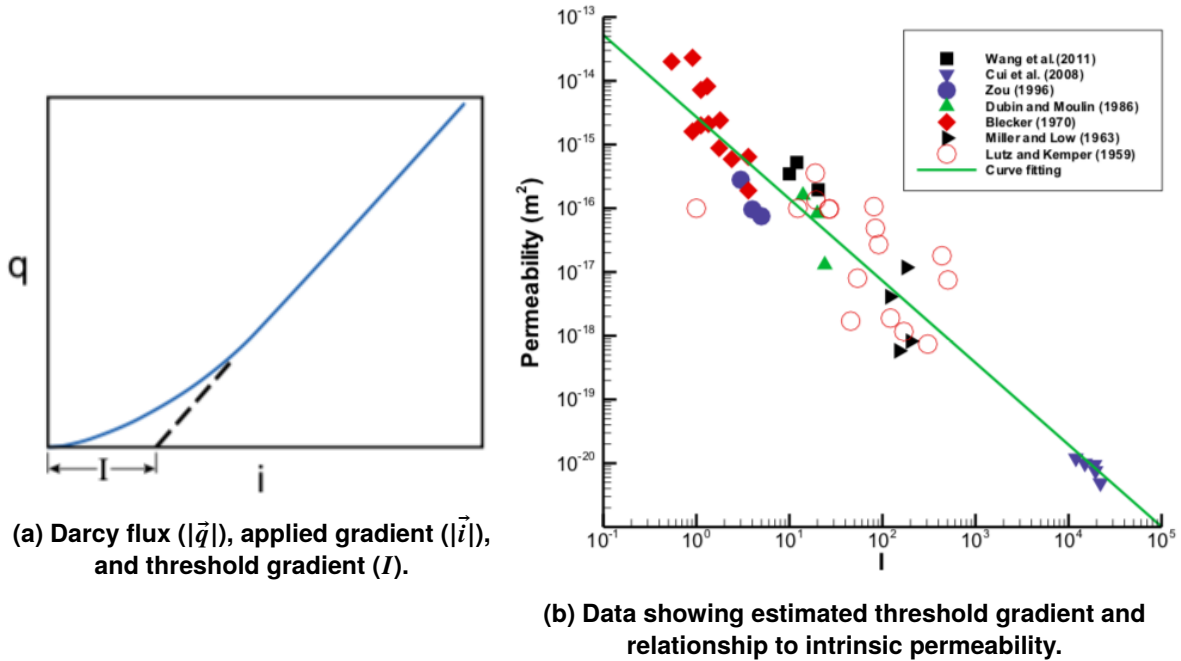 q
I
i
(a) Darcy flux (|q⃗|), applied gradient (|i⃗|),
and threshold gradient (I).
10⁻¹³
10⁻¹⁴
10⁻¹⁵
10⁻¹⁶
10⁻¹⁷
10⁻¹⁸
10⁻¹⁹
10⁻²⁰
Permeability (m²)
Wang et al.(2011)
Cui et al. (2008)
Zou (1996)
Dubin and Moulin (1986)
Blecker (1970)
Miller and Low (1963)
Lutz and Kemper (1959)
Curve fitting
10⁻¹ 10⁰ 10¹ 10² 10³ 10⁴ 10⁵
I
(b) Data showing estimated threshold gradient and
relationship to intrinsic permeability.